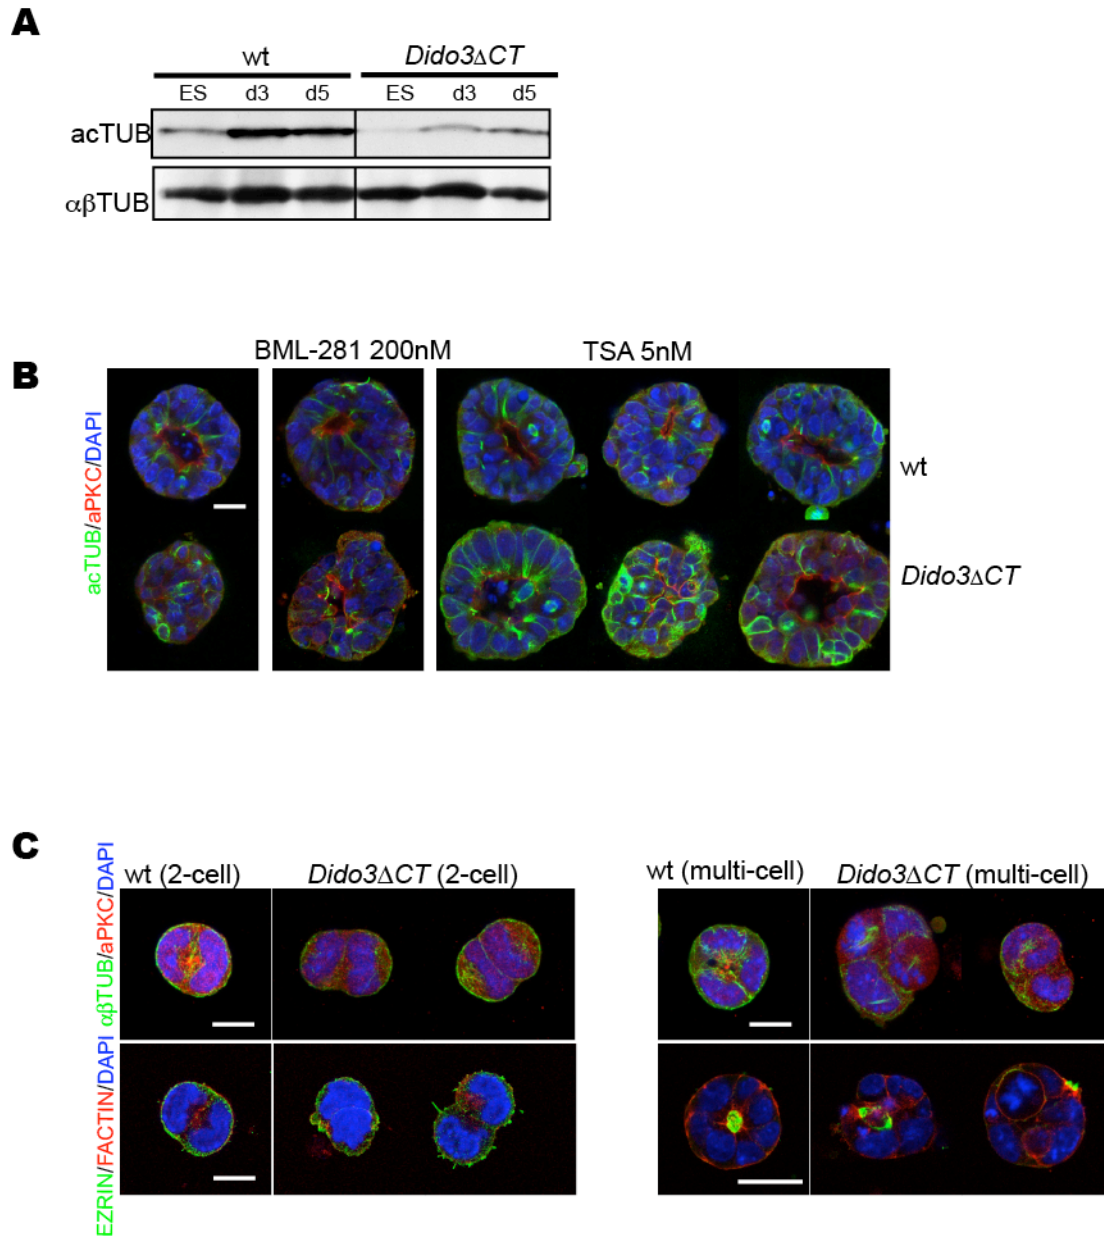 A
wt Dido3ΔCT
ES d3 d5 ES d3 d5
acTUB
αβTUB
BML-281 200nM TSA 5nM
B
acTUB/aPKC/DAPI
wt
Dido3ΔCT
C
wt (2-cell) Dido3ΔCT (2-cell) wt (multi-cell) Dido3ΔCT (multi-cell)
αβTUB/aPKC/DAPI
EZRIN/FACTIN/DAPI